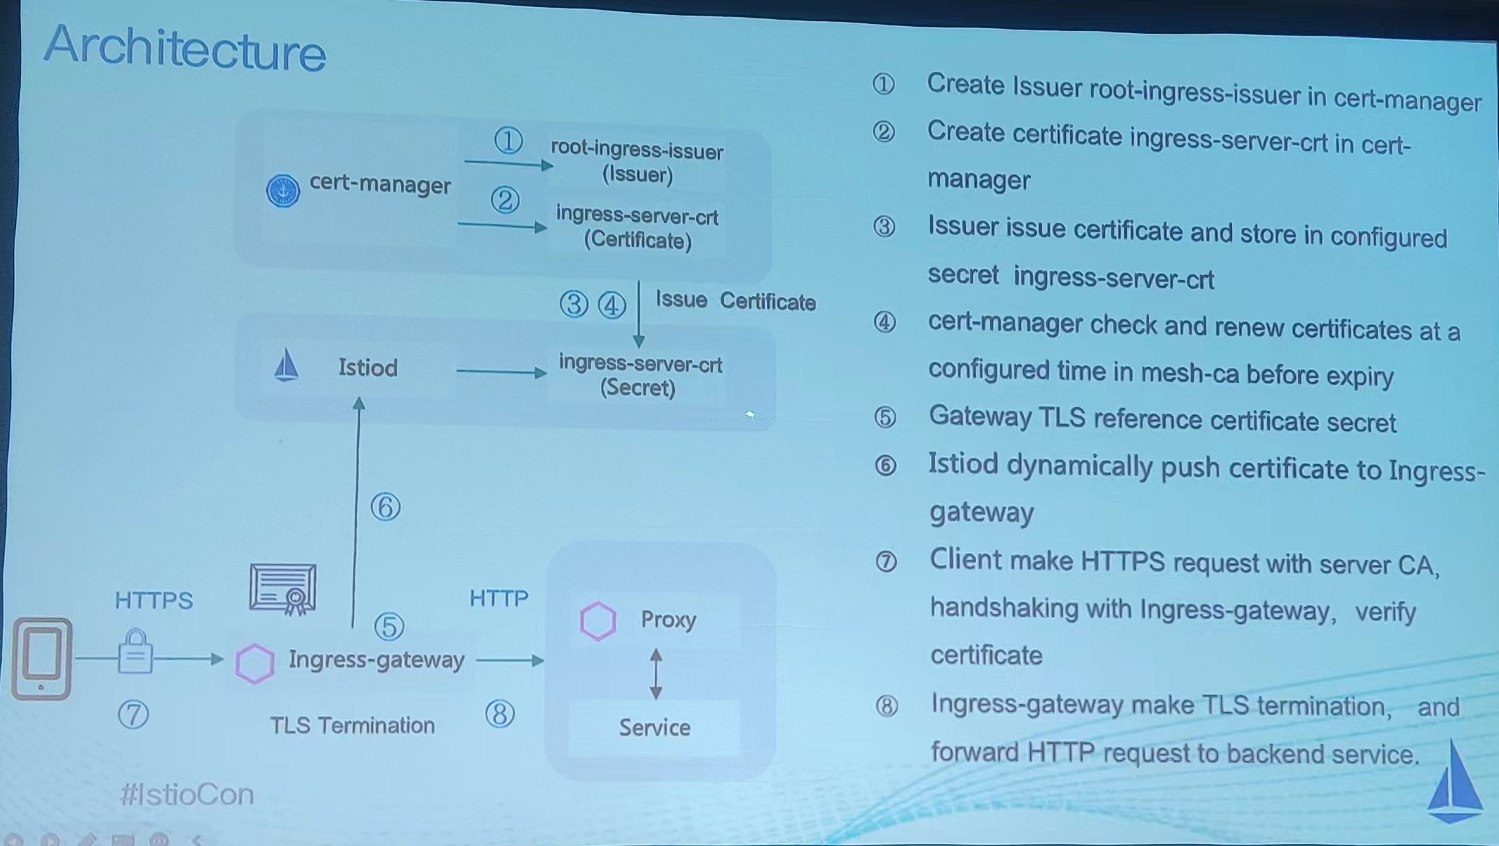 Architecture
① root-ingress-issuer
(Issuer)
cert-manager
② ingress-server-crt
(Certificate)
③ ④ Issue Certificate
Istiod
ingress-server-crt
(Secret)
⑥
HTTPS
HTTP
⑤
Ingress-gateway
Proxy
⑦
TLS Termination
⑧
Service
#IstioCon
① Create Issuer root-ingress-issuer in cert-manager
② Create certificate ingress-server-crt in cert-
manager
③ Issuer issue certificate and store in configured
secret ingress-server-crt
④ cert-manager check and renew certificates at a
configured time in mesh-ca before expiry
⑤ Gateway TLS reference certificate secret
⑥ Istiod dynamically push certificate to Ingress-
gateway
⑦ Client make HTTPS request with server CA,
handshaking with Ingress-gateway, verify
certificate
⑧ Ingress-gateway make TLS termination, and
forward HTTP request to backend service.